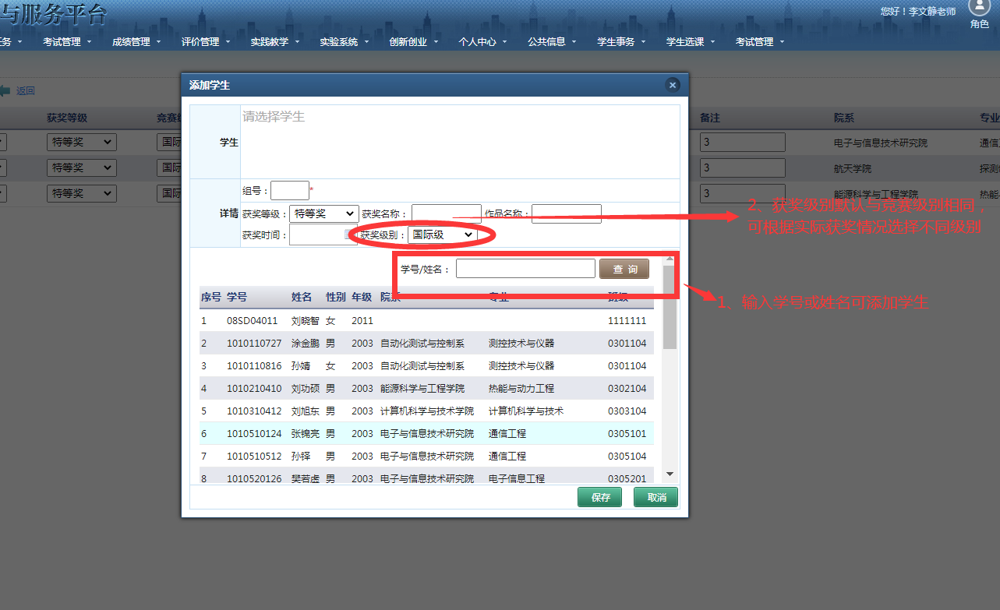 与服务平台
您好！李文静老师
角色
考试管理 成绩管理 评价管理 实践教学 实验系统 创新创业 个人中心 公共信息 学生事务 学生选课 考试管理
返回
添加学生
获奖等级
备注 院系 专业
特等奖 国际 3 电子与信息技术研究院
特等奖 国际 3 航天学院
特等奖 国际 3 能源科学与工程学院
学生 请选择学生
组号： *
详情
获奖等级： 特等奖 获奖名称： 作品名称：
获奖时间： 获奖级别： 国际级
2、获奖级别默认与竞赛级别相同，
可根据实际获奖情况选择不同级别
学号/姓名： 查 询
1、输入学号或姓名可添加学生
序号 学号 姓名 性别 年级 院系 专业 班级
1 08SD04011 刘晓智 女 2011 1111111
2 1010110727 涂金鹏 男 2003 自动化测试与控制系 测控技术与仪器 0301104
3 1010110816 孙婧 女 2003 自动化测试与控制系 测控技术与仪器 0301104
4 1010210410 刘功硕 男 2003 能源科学与工程学院 热能与动力工程 0302104
5 1010310412 刘旭东 男 2003 计算机科学与技术学院 计算机科学与技术 0303104
6 1010510124 张锦亮 男 2003 电子与信息技术研究院 通信工程 0305101
7 1010510512 孙铎 男 2003 电子与信息技术研究院 通信工程 0305104
8 1010520126 樊若虚 男 2003 电子与信息技术研究院 电子信息工程 0305201
保存 取消